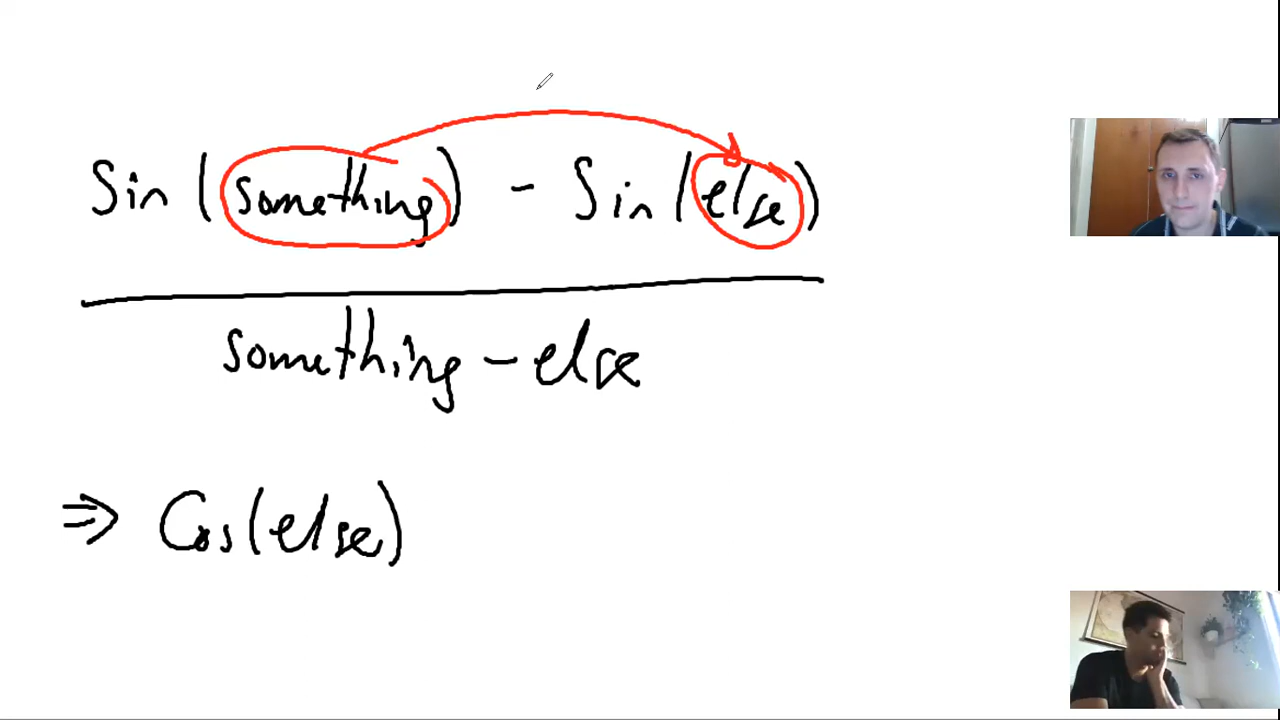 Sin (something) - Sin (else)
something - else
⇒ Cos(else)